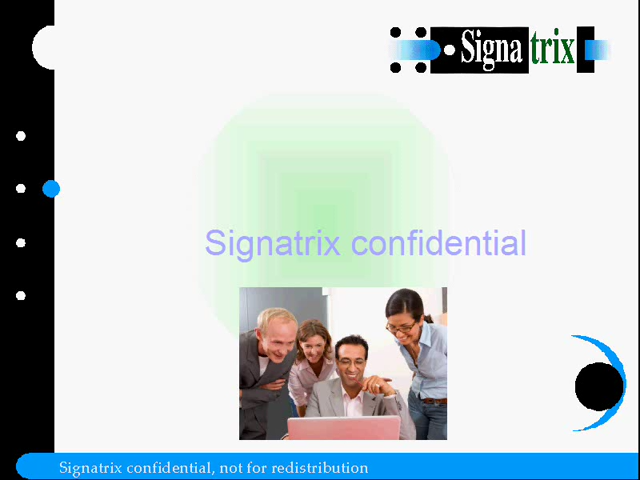 Signatrix
Signatrix confidential
Signatrix confidential, not for redistribution